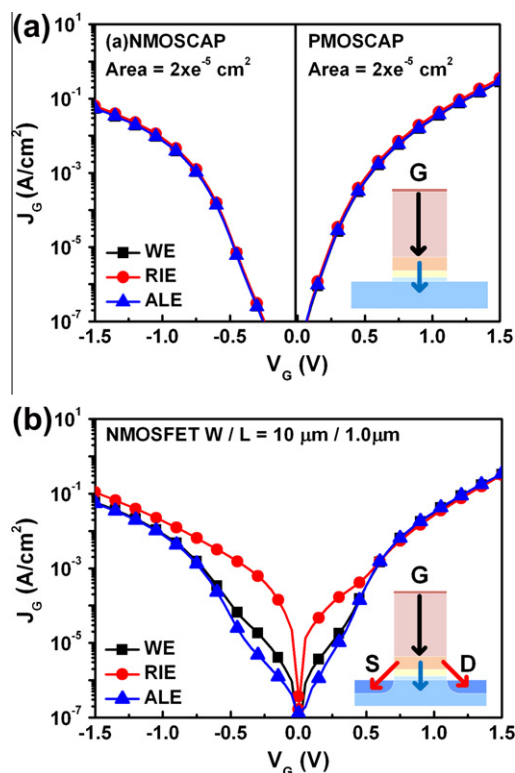 (a)
(a)NMOSCAP
Area = 2xe⁻⁵ cm²
PMOSCAP
Area = 2xe⁻⁵ cm²
J_G (A/cm²)
10¹
10⁻¹
10⁻³
10⁻⁵
10⁻⁷
WE
RIE
ALE
G
-1.5 -1.0 -0.5 0.0 0.5 1.0 1.5
V_G (V)
(b)
NMOSFET W / L = 10 μm / 1.0μm
J_G (A/cm²)
10¹
10⁻¹
10⁻³
10⁻⁵
10⁻⁷
WE
RIE
ALE
G
S D
-1.5 -1.0 -0.5 0.0 0.5 1.0 1.5
V_G (V)